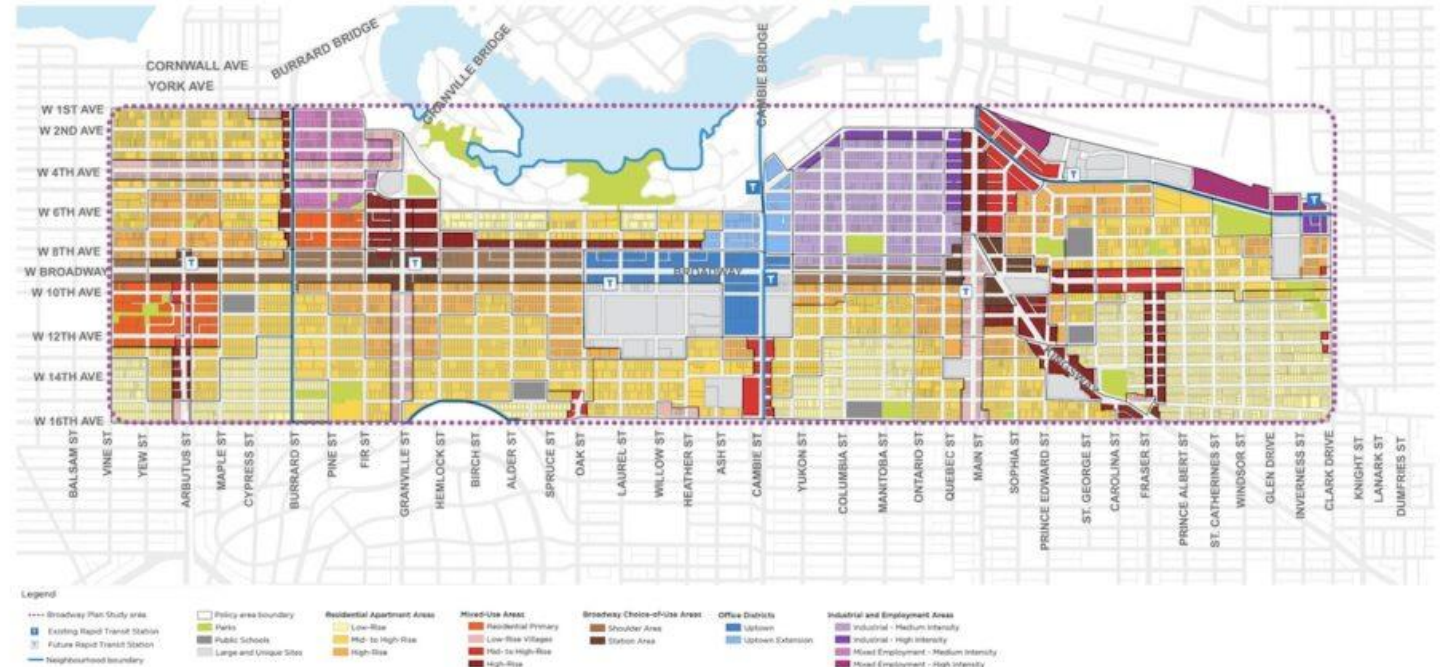 CORNWALL AVE
YORK AVE
BURRARD BRIDGE
GRANVILLE BRIDGE
CAMBIE BRIDGE
W 1ST AVE
W 2ND AVE
W 4TH AVE
W 6TH AVE
W 8TH AVE
W BROADWAY
BROADWAY
W 10TH AVE
W 12TH AVE
W 14TH AVE
KINGSWAY
W 16TH AVE
T
T
T
T
T
T
T
T
BALSAM ST
VINE ST
YEW ST
ARBUTUS ST
MAPLE ST
CYPRESS ST
BURRARD ST
PINE ST
FIR ST
GRANVILLE ST
HEMLOCK ST
BIRCH ST
ALDER ST
SPRUCE ST
OAK ST
LAUREL ST
WILLOW ST
HEATHER ST
ASH ST
CAMBIE ST
YUKON ST
COLUMBIA ST
MANITOBA ST
ONTARIO ST
QUEBEC ST
MAIN ST
SOPHIA ST
PRINCE EDWARD ST
ST. GEORGE ST
CAROLINA ST
FRASER ST
PRINCE ALBERT ST
ST. CATHERINES ST
WINDSOR ST
GLEN DRIVE
INVERNESS ST
CLARK DRIVE
KNIGHT ST
LANARK ST
DUMFRIES ST
Legend
Broadway Plan Study area
T Existing Rapid Transit Station
T Future Rapid Transit Station
Neighbourhood boundary
Policy area boundary
Parks
Public Schools
Large and Unique Sites
Residential Apartment Areas
Low-Rise
Mid- to High-Rise
High-Rise
Mixed-Use Areas
Residential Primary
Low-Rise Villages
Mid- to High-Rise
High-Rise
Broadway Choice-of-Use Areas
Shoulder Area
Station Area
Office Districts
Uptown
Uptown Extension
Industrial and Employment Areas
Industrial - Medium Intensity
Industrial - High Intensity
Mixed Employment - Medium Intensity
Mixed Employment - High Intensity